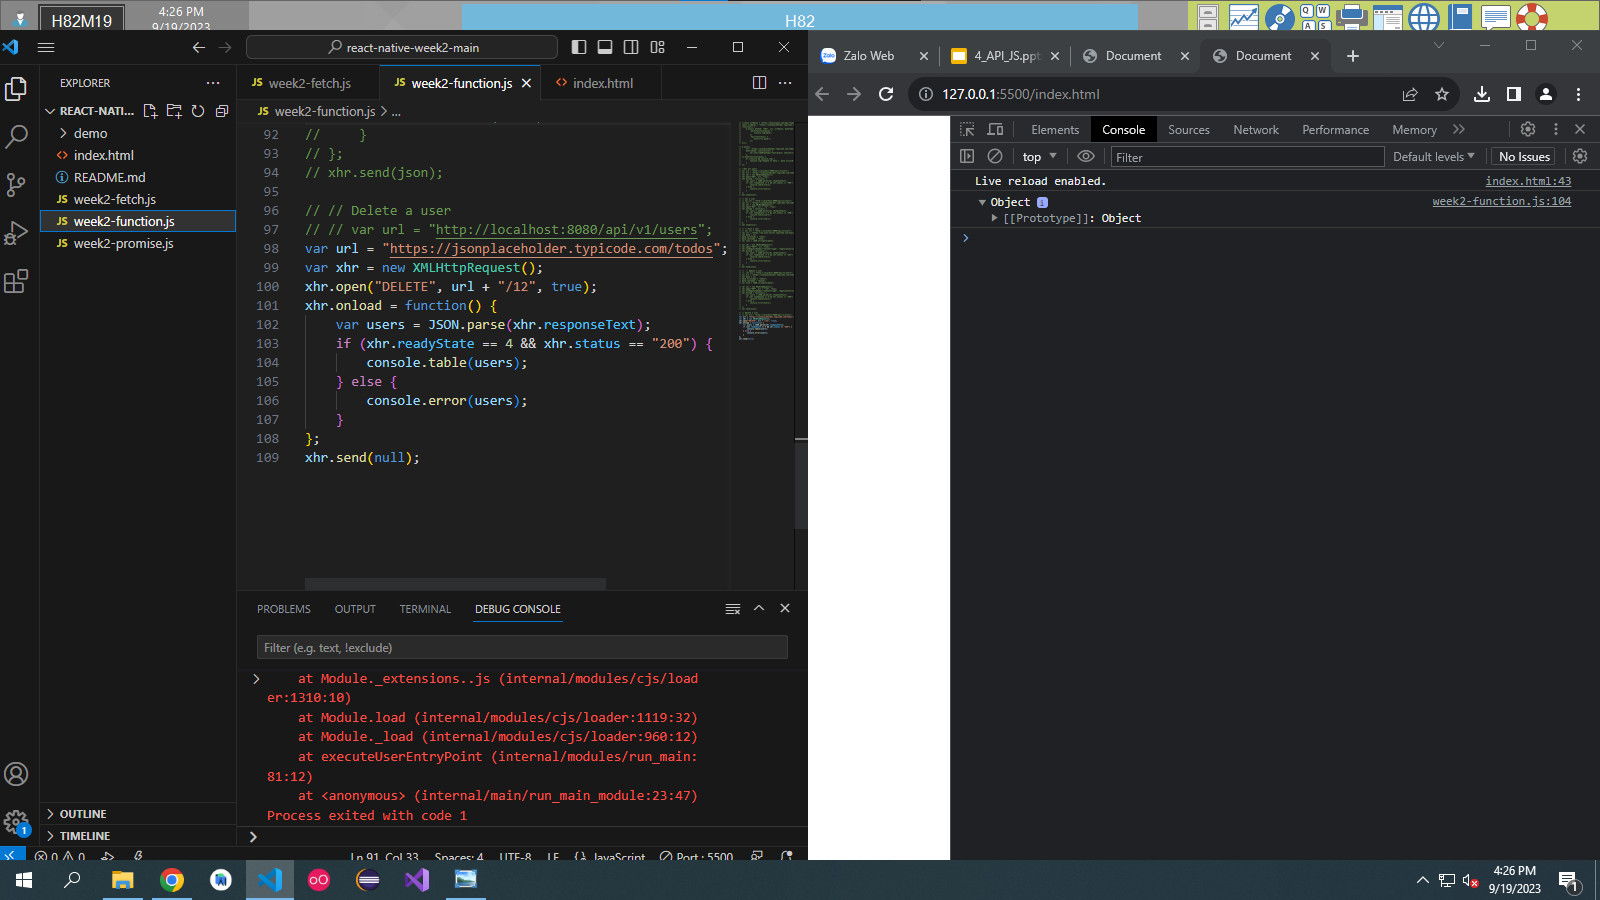 H82M19
4:26 PM
9/19/2023
H82
react-native-week2-main
EXPLORER
REACT-NATI...
demo
index.html
README.md
JS week2-fetch.js
JS week2-function.js
JS week2-promise.js
OUTLINE
TIMELINE
JS week2-fetch.js
JS week2-function.js
index.html
JS week2-function.js > ...
92 //     }
93 // };
94 // xhr.send(json);
95
96 // // Delete a user
97 // // var url = "http://localhost:8080/api/v1/users";
98 var url = "https://jsonplaceholder.typicode.com/todos";
99 var xhr = new XMLHttpRequest();
100 xhr.open("DELETE", url + "/12", true);
101 xhr.onload = function() {
102     var users = JSON.parse(xhr.responseText);
103     if (xhr.readyState == 4 && xhr.status == "200") {
104         console.table(users);
105     } else {
106         console.error(users);
107     }
108 };
109 xhr.send(null);
PROBLEMS OUTPUT TERMINAL DEBUG CONSOLE
Filter (e.g. text, !exclude)
at Module._extensions..js (internal/modules/cjs/load
er:1310:10)
at Module.load (internal/modules/cjs/loader:1119:32)
at Module._load (internal/modules/cjs/loader:960:12)
at executeUserEntryPoint (internal/modules/run_main:
81:12)
at <anonymous> (internal/main/run_main_module:23:47)
Process exited with code 1
0 0 Ln 91, Col 33 Spaces: 4 UTF-8 LF {} JavaScript Port : 5500
Zalo Web
4_API_JS.ppt
Document
Document
127.0.0.1:5500/index.html
Elements Console Sources Network Performance Memory
top
Filter
Default levels
No Issues
Live reload enabled. index.html:43
Object week2-function.js:104
[[Prototype]]: Object
4:26 PM
9/19/2023
1
1